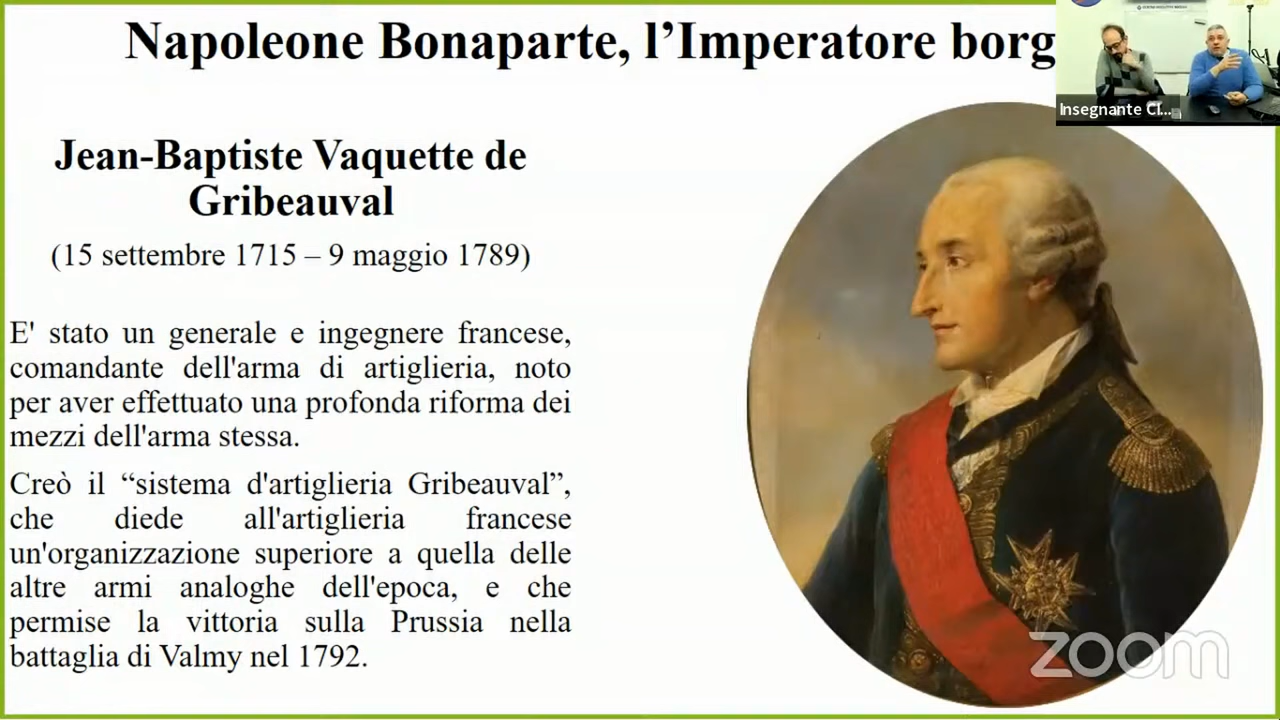 Napoleone Bonaparte, l’Imperatore borg
Insegnante Cl...
Jean-Baptiste Vaquette de
Gribeauval
(15 settembre 1715 – 9 maggio 1789)
E' stato un generale e ingegnere francese,
comandante dell'arma di artiglieria, noto
per aver effettuato una profonda riforma dei
mezzi dell'arma stessa.
Creò il “sistema d'artiglieria Gribeauval”,
che diede all'artiglieria francese
un'organizzazione superiore a quella delle
altre armi analoghe dell'epoca, e che
permise la vittoria sulla Prussia nella
battaglia di Valmy nel 1792.
zoom